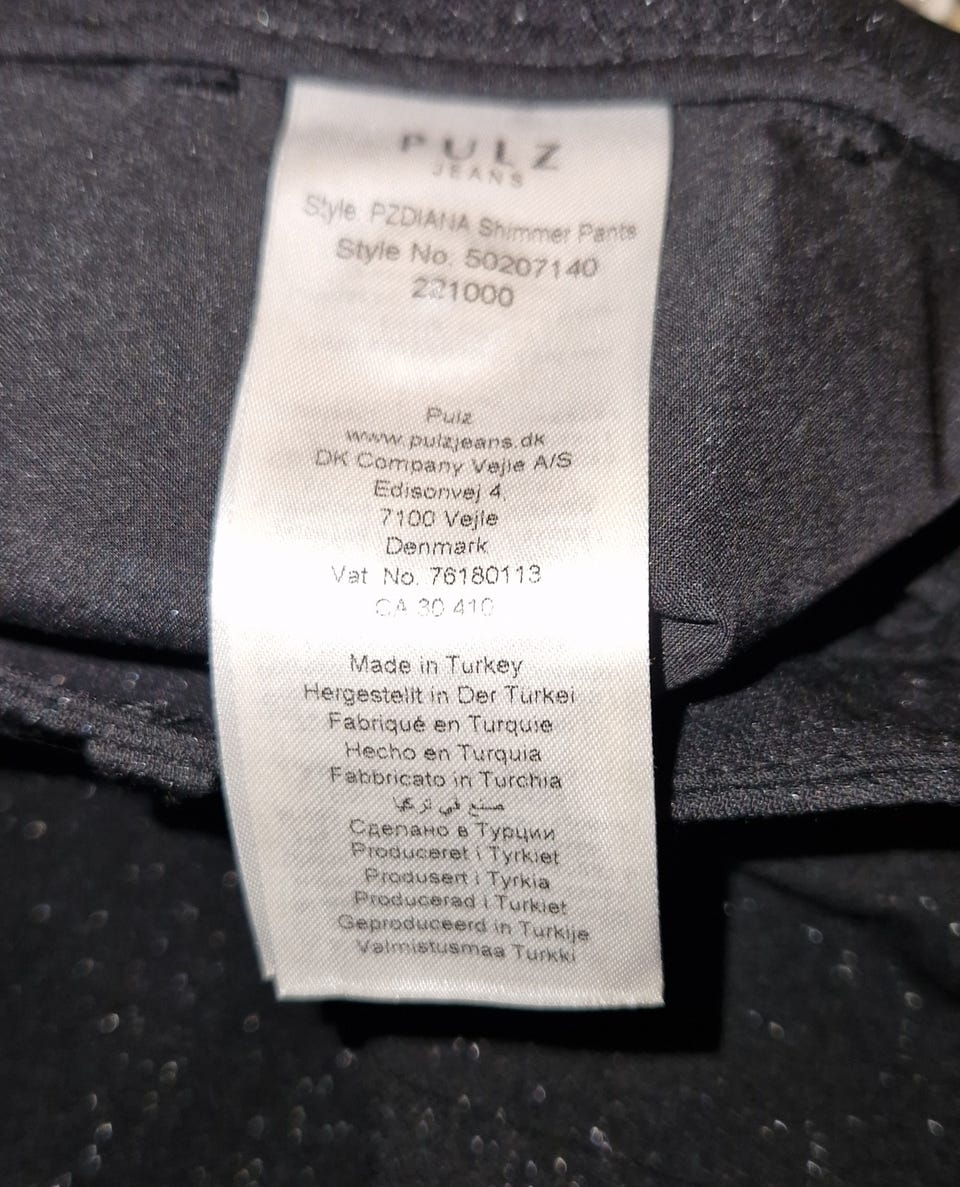 PULZ
JEANS
Style PZDIANA Shimmer Pants
Style No. 50207140
221000
Pulz
www.pulzjeans.dk
DK Company Vejle A/S
Edisonvej 4,
7100 Vejle
Denmark
Vat No. 76180113
CA 30 410
Made in Turkey
Hergestellt in Der Türkei
Fabriqué en Turquie
Hecho en Turquia
Fabbricato in Turchia
صنع في تركيا
Сделано в Турции
Produceret i Tyrkiet
Produsert i Tyrkia
Producerad i Turkiet
Geproduceerd in Turkije
Valmistusmaa Turkki